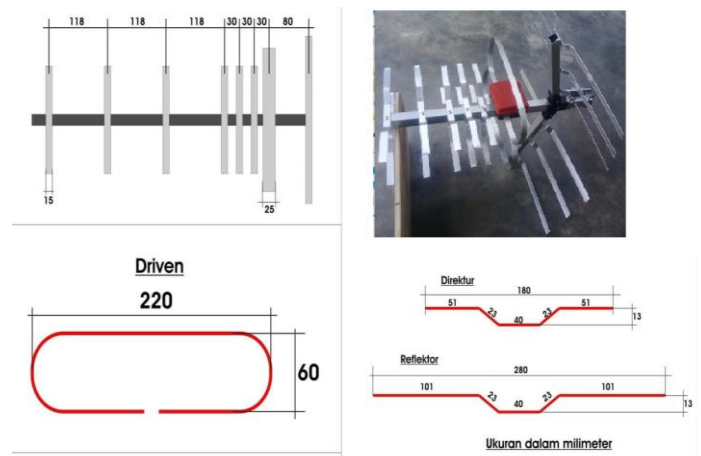 118 118 118 30 30 30 80
15
25
Driven
220
60
Direktur
180
51 23 40 23 51
13
Reflektor
280
101 23 40 23 101
13
Ukuran dalam milimeter